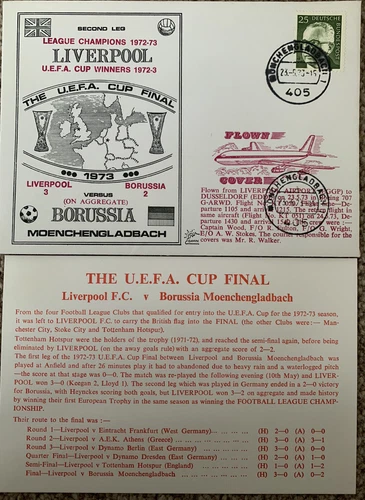 SECOND LEG
LEAGUE CHAMPIONS 1972-73
LIVERPOOL
U.E.F.A. CUP WINNERS 1972-3
THE U.E.F.A. CUP FINAL
1973
LIVERPOOL
3
VERSUS
(ON AGGREGATE)
BORUSSIA
2
BORUSSIA
MOENCHENGLADBACH
25 DEUTSCHE BUNDESPOST
MÖNCHENGLADBACH 1
23.-5.73-15
405
FLOWN
COVER
MÖNCHENGLADBACH
Flown from LIVERPOOL AIRPORT (EGGP) to
DUSSELDORF
G-ARWD. Flight
parture 1105
aircraft (Flight
1430 and arrived
Captain Wood, F/O R. Fulton, F/O G. Wright,
E/O A. W. Stokes. The courier responsible for the
covers was Mr. R. Walker.
THE U.E.F.A. CUP FINAL
Liverpool F.C. v Borussia Moenchengladbach
From the four Football League Clubs that qualified for entry into the U.E.F.A. Cup for the 1972-73 season,
it was left to LIVERPOOL F.C. to carry the British flag into the FINAL (the other Clubs were :— Man-
chester City, Stoke City and Tottenham Hotspur).
Tottenham Hotspur were the holders of the trophy (1971-72), and reached the semi-final again, before being
eliminated by LIVERPOOL (on the away goals rule) with an aggregate score of 2—2.
The first leg of the 1972-73 U.E.F.A Cup Final between Liverpool and Borussia Moenchengladbach was
played at Anfield and after 26 minutes play it had to abandoned due to heavy rain and a waterlogged pitch
—the score at that stage was 0—0. The match was re-played the following evening (10th May) and LIVER-
POOL won 3—0 (Keegan 2, Lloyd 1). The second leg which was played in Germany ended in a 2—0 victory
for Borussia, with Heynckes scoring both goals, but LIVERPOOL won 3—2 on aggregate and made history
by winning their first European Trophy in the same season as winning the FOOTBALL LEAGUE CHAMP-
IONSHIP.
Their route to the final was :—
Round 1—Liverpool v Eintracht Frankfurt (West Germany)... (H) 2—0 (A) 0—0
Round 2—Liverpool v A.E.K. Athens (Greece) ... (H) 3—0 (A) 3—1
Round 3—Liverpool v Dynamo Berlin (East Germany) ... (H) 3—1 (A) 0—0
Quarter Final—Liverpool v Dynamo Dresden (East Germany) ... (H) 2—0 (A) 1—0
Semi-Final—Liverpool v Tottenham Hotspur (England) ... (H) 1—0 (A) 1—2
Final—Liverpool v Borussia Moenchengladbach ... (H) 3—0 (A) 0—2